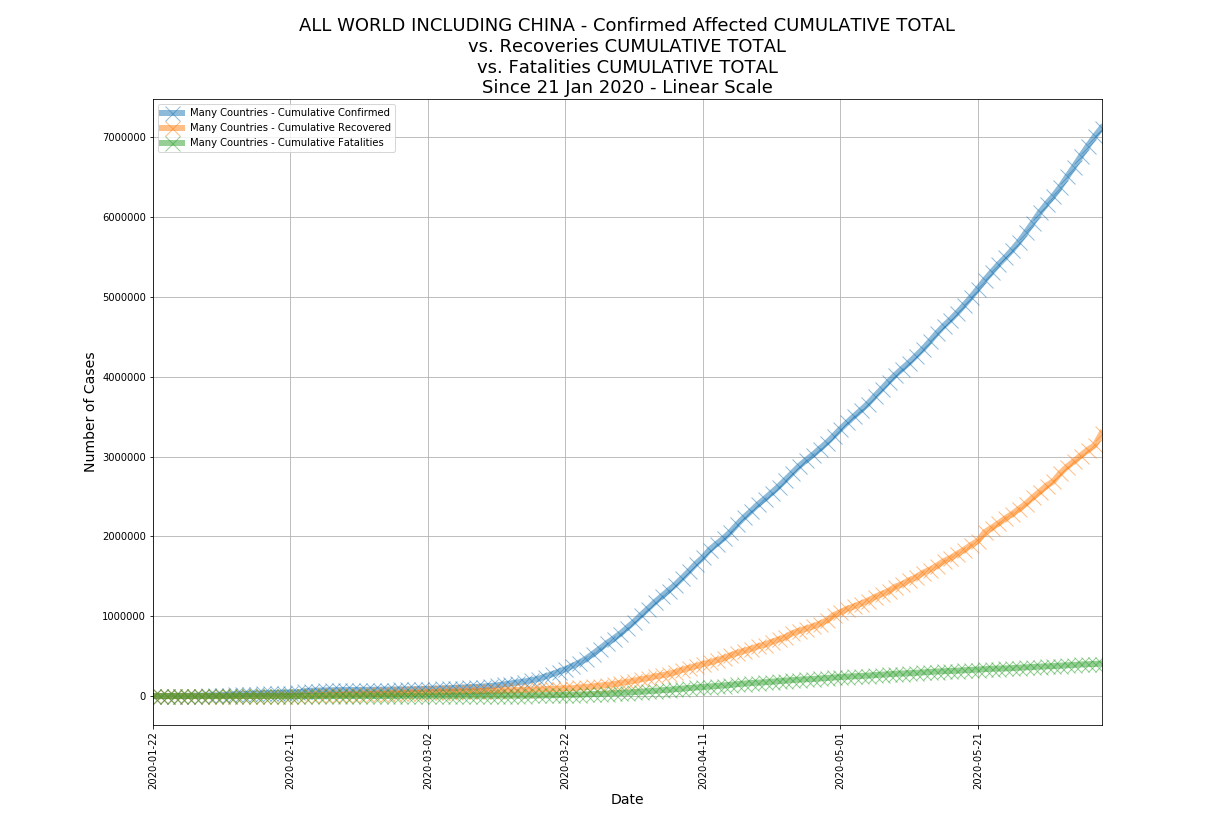 ALL WORLD INCLUDING CHINA - Confirmed Affected CUMULATIVE TOTAL
vs. Recoveries CUMULATIVE TOTAL
vs. Fatalities CUMULATIVE TOTAL
Since 21 Jan 2020 - Linear Scale
Many Countries - Cumulative Confirmed
Many Countries - Cumulative Recovered
Many Countries - Cumulative Fatalities
7000000
6000000
5000000
4000000
3000000
2000000
1000000
0
Number of Cases
2020-01-22
2020-02-11
2020-03-02
2020-03-22
2020-04-11
2020-05-01
2020-05-21
Date